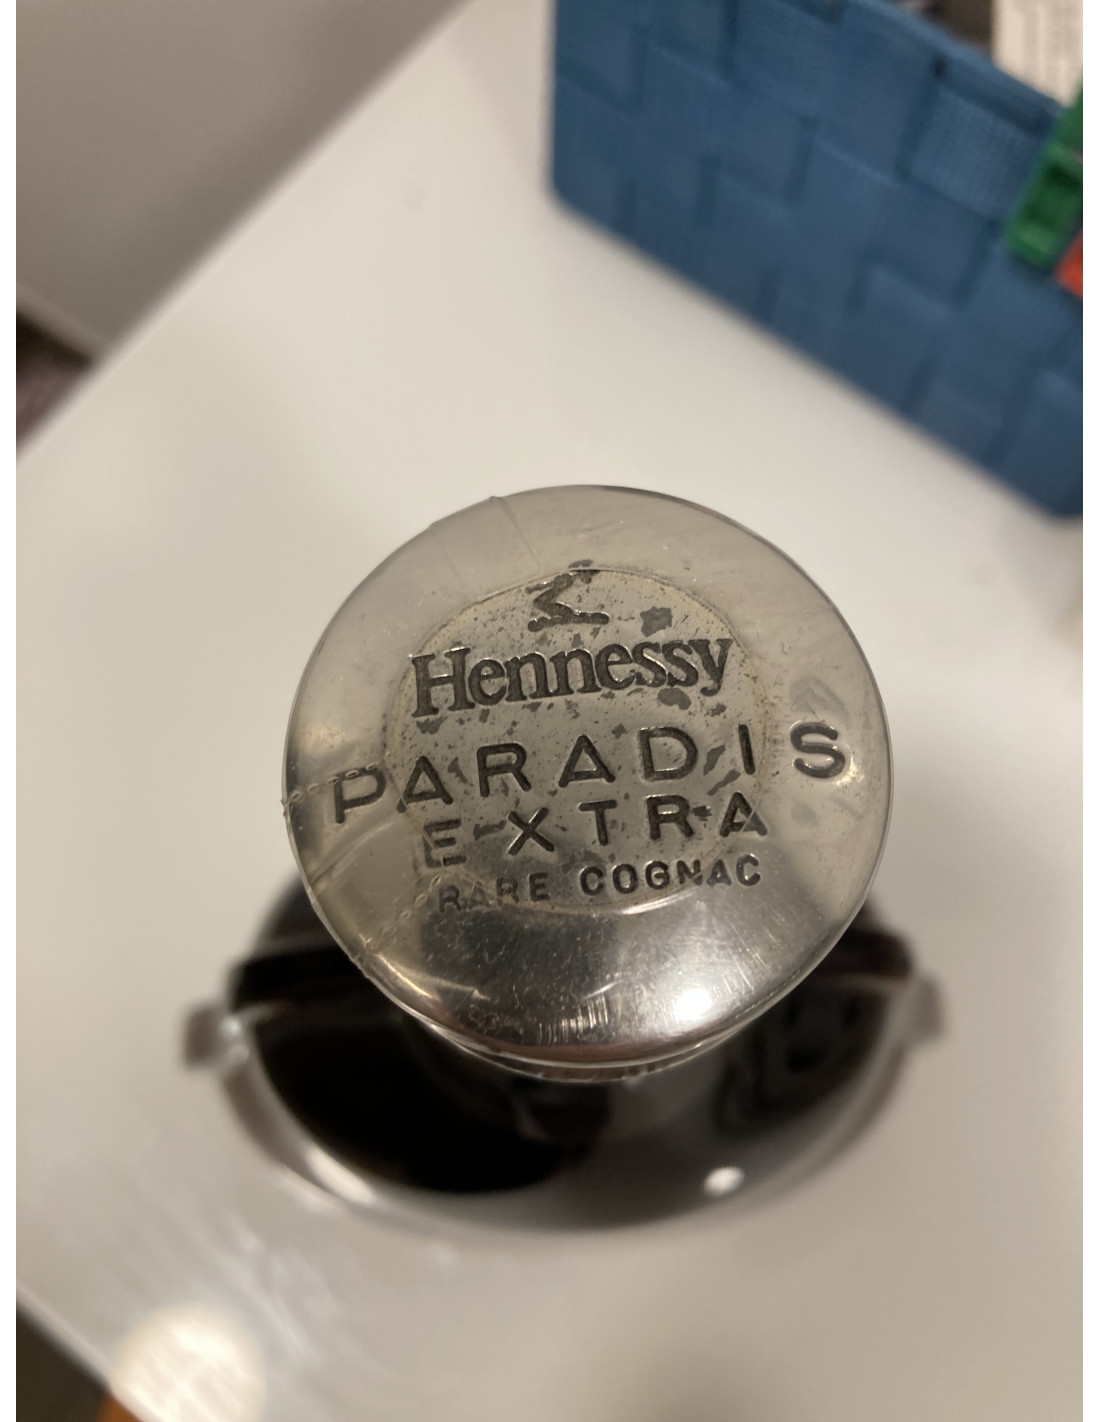 Hennessy
PARADIS
EXTRA
RARE COGNAC